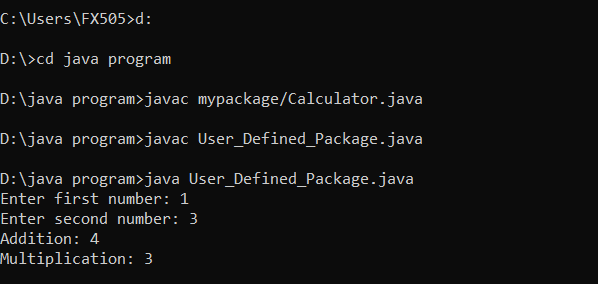 C:\Users\FX505>d:
D:\>cd java program
D:\java program>javac mypackage/Calculator.java
D:\java program>javac User_Defined_Package.java
D:\java program>java User_Defined_Package.java
Enter first number: 1
Enter second number: 3
Addition: 4
Multiplication: 3